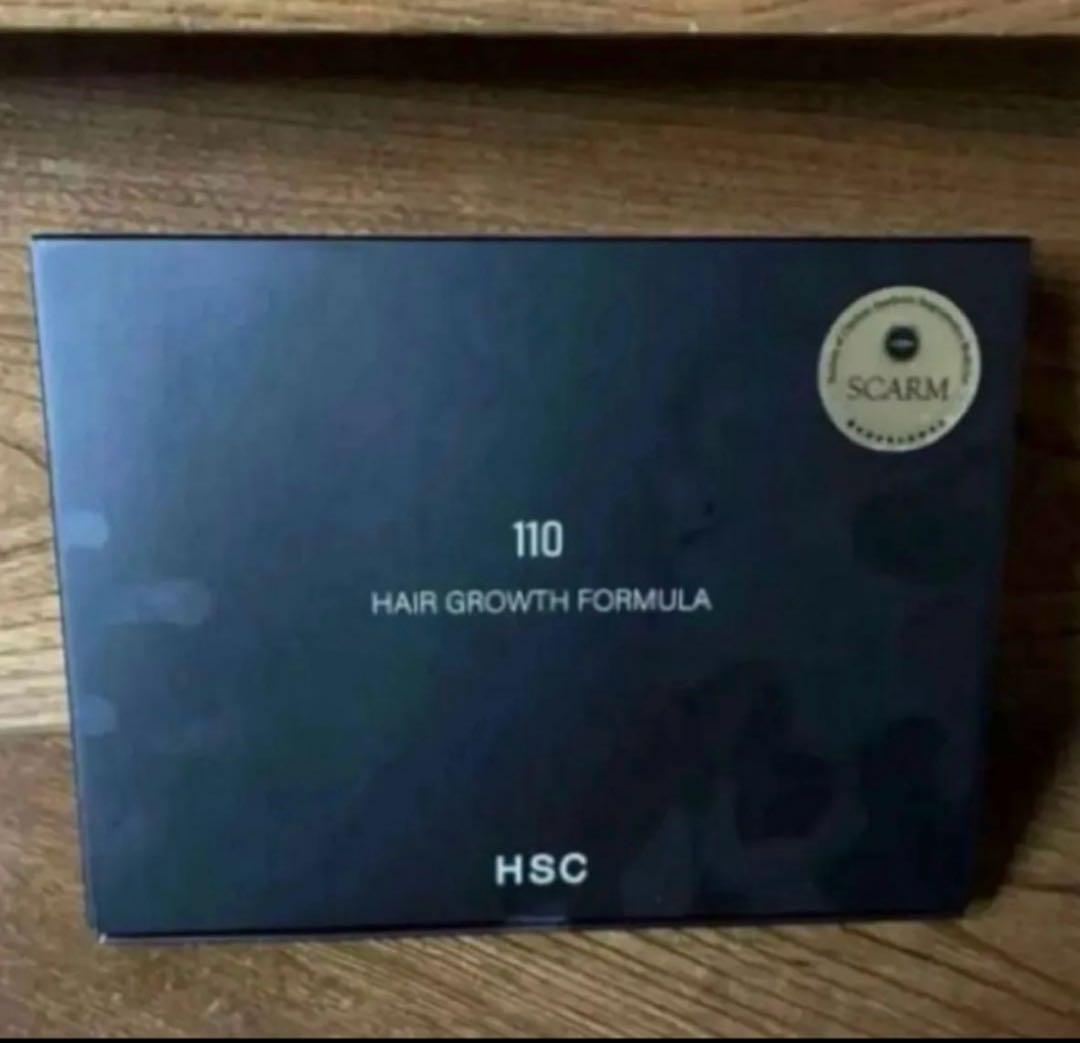 SCARM
110
HAIR GROWTH FORMULA
HSC